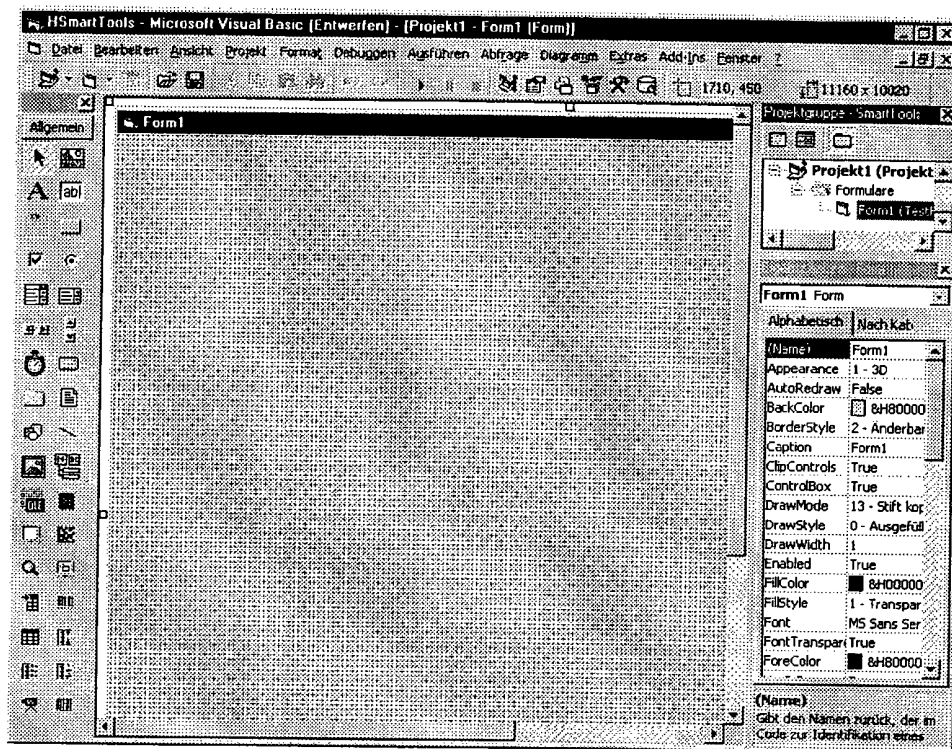 HSmartTools - Microsoft Visual Basic [Entwerfen] - [Projekt1 - Form1 (Form)]
Datei Bearbeiten Ansicht Projekt Format Debuggen Ausführen Abfrage Diagramm Extras Add-Ins Fenster ?
1710, 450 11160 x 10020
Allgemein
A ab|
Form1
Projektgruppe - SmartTools
Projekt1 (Projekt
Formulare
Form1 (Test
Form1 Form
Alphabetisch Nach Kat
(Name) Form1
Appearance 1 - 3D
AutoRedraw False
BackColor &H80000
BorderStyle 2 - Änderbar
Caption Form1
ClipControls True
ControlBox True
DrawMode 13 - Stift kop
DrawStyle 0 - Ausgefüll
DrawWidth 1
Enabled True
FillColor &H00000
FillStyle 1 - Transpar
Font MS Sans Ser
FontTranspar True
ForeColor &H80000
(Name)
Gibt den Namen zurück, der im
Code zur Identifikation eines